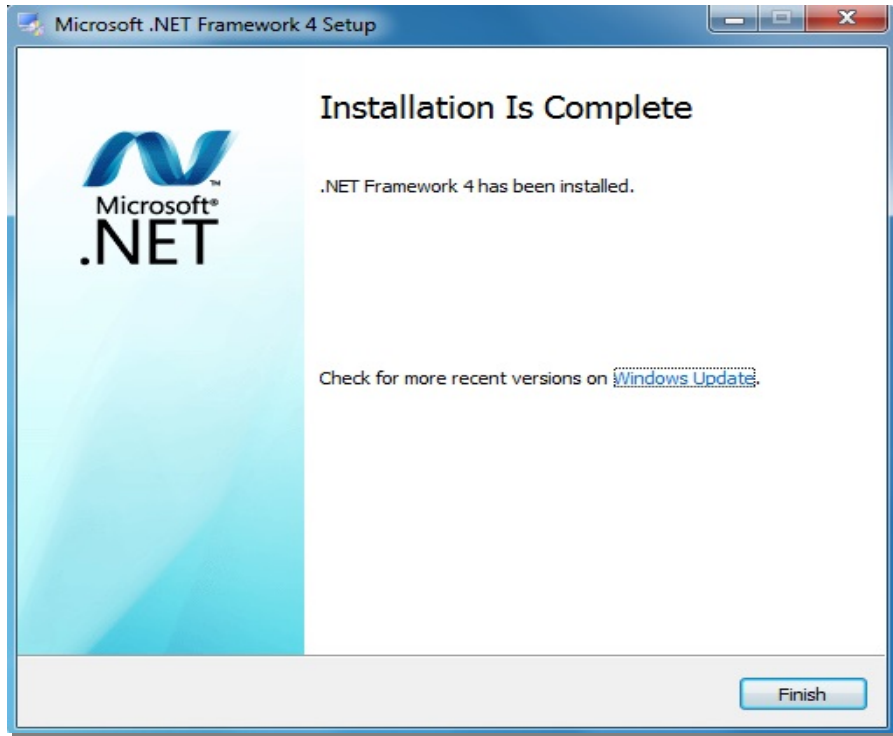 Microsoft .NET Framework 4 Setup
Installation Is Complete
.NET Framework 4 has been installed.
Microsoft®
.NET
Check for more recent versions on Windows Update.
Finish